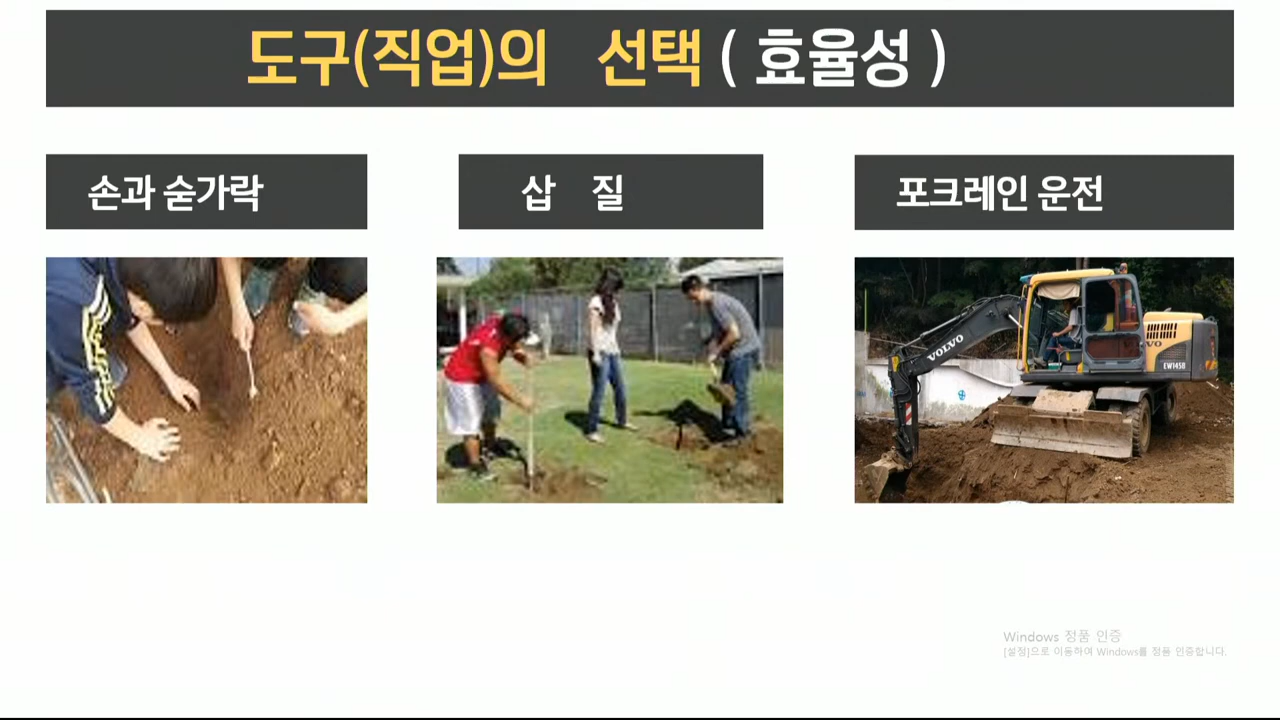 도구(직업)의 선택 ( 효율성 )
손과 숟가락
삽 질
포크레인 운전
VOLVO
VO
EW145B
Windows 정품 인증
[설정]으로 이동하여 Windows를 정품 인증합니다.